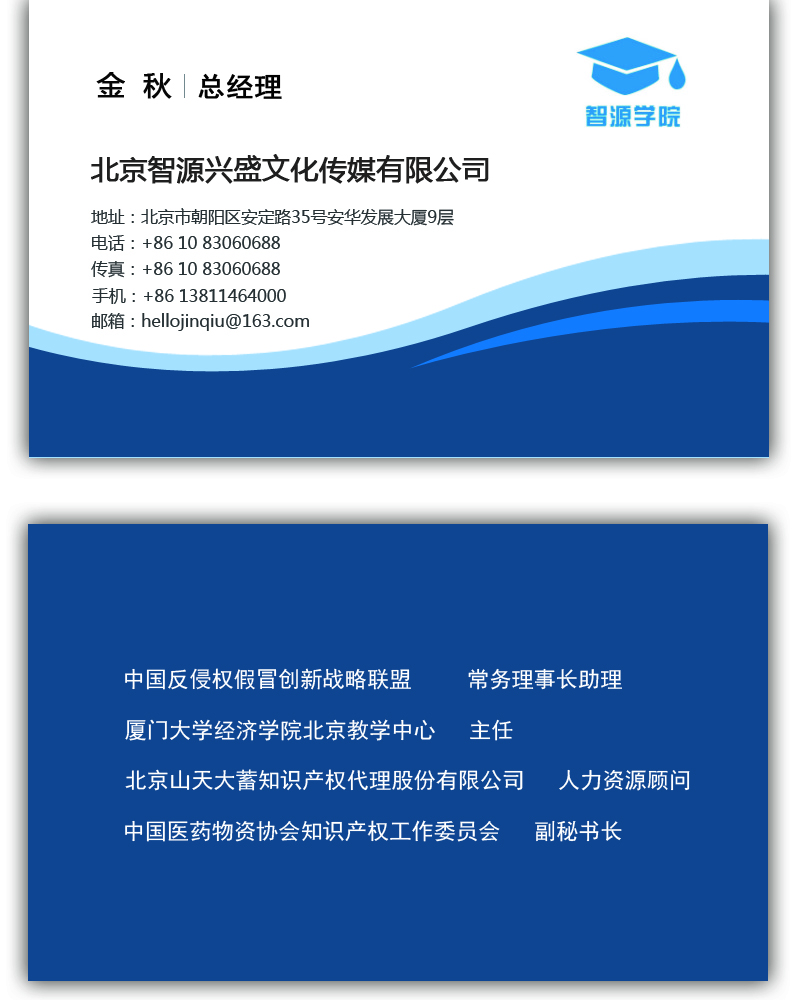 金 秋 总经理
智源学院
北京智源兴盛文化传媒有限公司
地址：北京市朝阳区安定路35号安华发展大厦9层
电话：+86 10 83060688
传真：+86 10 83060688
手机：+86 13811464000
邮箱：hellojinqiu@163.com
中国反侵权假冒创新战略联盟 常务理事长助理
厦门大学经济学院北京教学中心 主任
北京山天大蓄知识产权代理股份有限公司 人力资源顾问
中国医药物资协会知识产权工作委员会 副秘书长